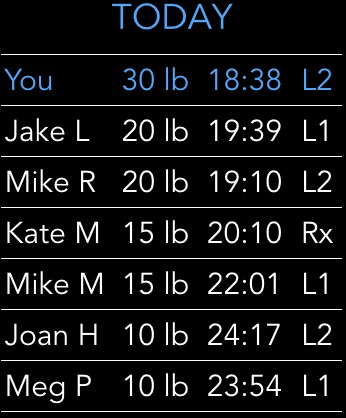 TODAY
You 30 lb 18:38 L2
Jake L 20 lb 19:39 L1
Mike R 20 lb 19:10 L2
Kate M 15 lb 20:10 Rx
Mike M 15 lb 22:01 L1
Joan H 10 lb 24:17 L2
Meg P 10 lb 23:54 L1